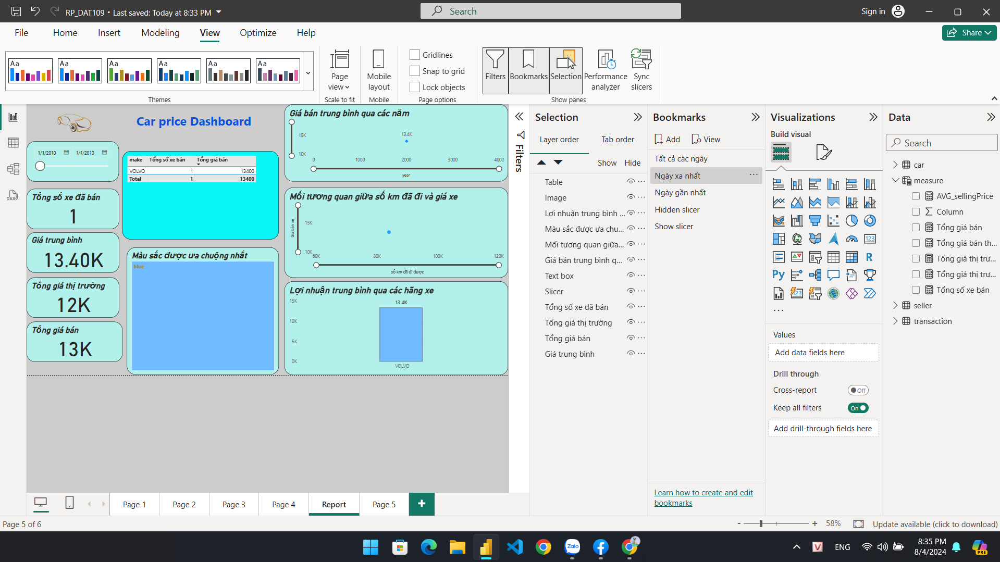 RP_DAT109 • Last saved: Today at 8:33 PM
Search
Sign in
File
Home
Insert
Modeling
View
Optimize
Help
Share
Aa
Aa
Aa
Aa
Aa
Aa
Themes
Page view
Scale to fit
Mobile layout
Mobile
Gridlines
Snap to grid
Lock objects
Page options
Filters
Bookmarks
Selection
Performance analyzer
Sync slicers
Show panes
Car price Dashboard
1/1/2010
1/1/2010
Tổng số xe đã bán
1
Giá trung bình
13.40K
Tổng giá thị trường
12K
Tổng giá bán
13K
make Tổng số xe bán Tổng giá bán
VOLVO 1 13400
Total 1 13400
Màu sắc được ưa chuộng nhất
blue
Giá bán trung bình qua các năm
15K
10K
13.4K
0 1000 2000 3000 4000
year
Mối tương quan giữa số km đã đi và giá xe
Giá bán xe
15K
10K
60K 80K 100K 120K
số km đã đi được
Lợi nhuận trung bình qua các hãng xe
15K
10K
5K
0K
13.4K
VOLVO
Filters
Selection
Layer order
Tab order
Show
Hide
Table
Image
Lợi nhuận trung bình ...
Màu sắc được ưa chu...
Mối tương quan giữa...
Giá bán trung bình q...
Text box
Slicer
Tổng số xe đã bán
Tổng giá thị trường
Tổng giá bán
Giá trung bình
Bookmarks
Add
View
Tất cả các ngày
Ngày xa nhất
Ngày gần nhất
Hidden slicer
Show slicer
Learn how to create and edit
bookmarks
Visualizations
Build visual
123
R
Py
123
Values
Add data fields here
Drill through
Cross-report
Off
Keep all filters
On
Add drill-through fields here
Data
Search
car
measure
AVG_sellingPrice
Column
Tổng giá bán
Tổng giá bán th...
Tổng giá thị trư...
Tổng giá thị trư...
Tổng số xe bán
seller
transaction
DAX
Page 1
Page 2
Page 3
Page 4
Report
Page 5
+
Page 5 of 6
- + 58%
Update available (click to download)
Zalo
V
ENG
8:35 PM
8/4/2024
PRE